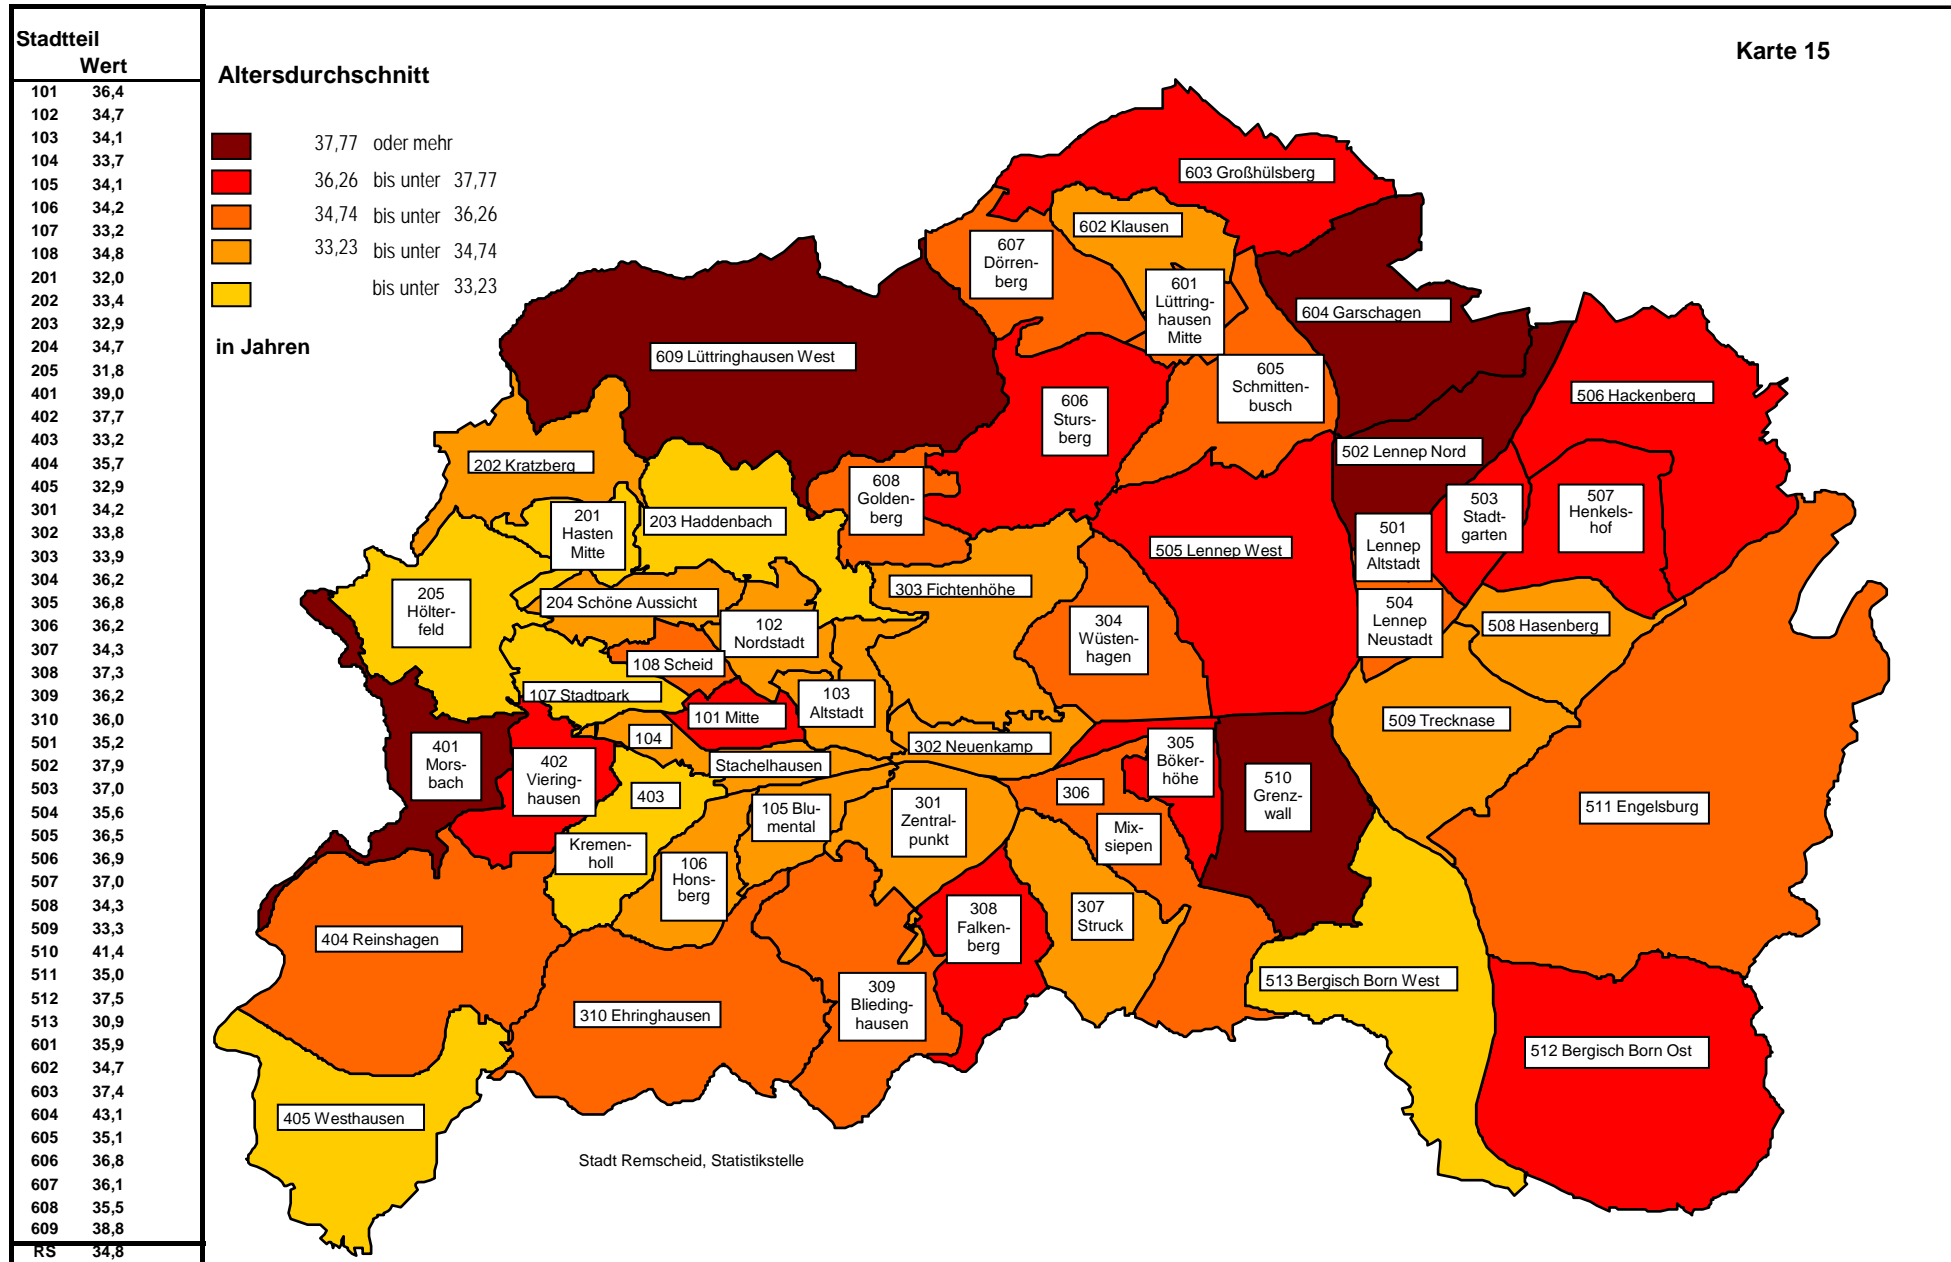 Stadtteil
Wert
101 36,4
102 34,7
103 34,1
104 33,7
105 34,1
106 34,2
107 33,2
108 34,8
201 32,0
202 33,4
203 32,9
204 34,7
205 31,8
401 39,0
402 37,7
403 33,2
404 35,7
405 32,9
301 34,2
302 33,8
303 33,9
304 36,2
305 36,8
306 36,2
307 34,3
308 37,3
309 36,2
310 36,0
501 35,2
502 37,9
503 37,0
504 35,6
505 36,5
506 36,9
507 37,0
508 34,3
509 33,3
510 41,4
511 35,0
512 37,5
513 30,9
601 35,9
602 34,7
603 37,4
604 43,1
605 35,1
606 36,8
607 36,1
608 35,5
609 38,8
RS 34,8
Karte 15
Altersdurchschnitt
37,77 oder mehr
36,26 bis unter 37,77
34,74 bis unter 36,26
33,23 bis unter 34,74
bis unter 33,23
in Jahren
603 Großhülsberg
602 Klausen
607
Dörren-
berg
601
Lüttring-
hausen
Mitte
604 Garschagen
609 Lüttringhausen West
605
Schmitten-
busch
606
Sturs-
berg
506 Hackenberg
502 Lennep Nord
202 Kratzberg
608
Golden-
berg
503
Stadt-
garten
507
Henkels-
hof
201
Hasten
Mitte
203 Haddenbach
501
Lennep
Altstadt
505 Lennep West
303 Fichtenhöhe
205
Hölter-
feld
204 Schöne Aussicht
102
Nordstadt
304
Wüsten-
hagen
504
Lennep
Neustadt
508 Hasenberg
108 Scheid
107 Stadtpark
103
Altstadt
101 Mitte
509 Trecknase
104
302 Neuenkamp
305
Böker-
höhe
401
Mors-
bach
402
Viering-
hausen
Stachelhausen
510
Grenz-
wall
403
306
301
Zentral-
punkt
105 Blu-
mental
511 Engelsburg
Mix-
siepen
Kremen-
holl
106
Hons-
berg
308
Falken-
berg
307
Struck
404 Reinshagen
513 Bergisch Born West
309
Blieding-
hausen
310 Ehringhausen
512 Bergisch Born Ost
405 Westhausen
Stadt Remscheid, Statistikstelle